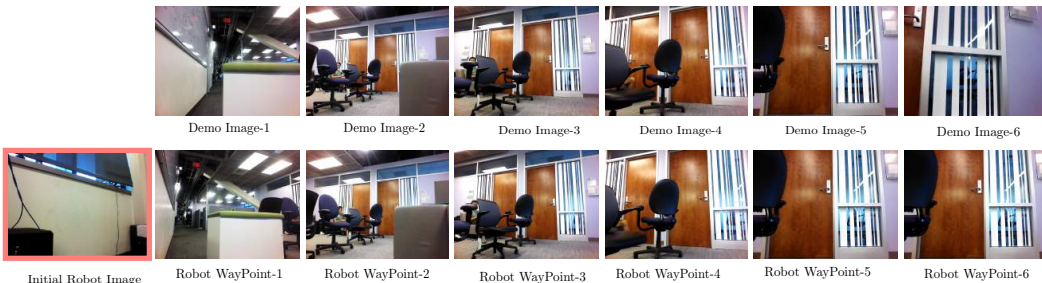 Demo Image-1
Demo Image-2
Demo Image-3
Demo Image-4
Demo Image-5
Demo Image-6
Initial Robot Image
Robot WayPoint-1
Robot WayPoint-2
Robot WayPoint-3
Robot WayPoint-4
Robot WayPoint-5
Robot WayPoint-6